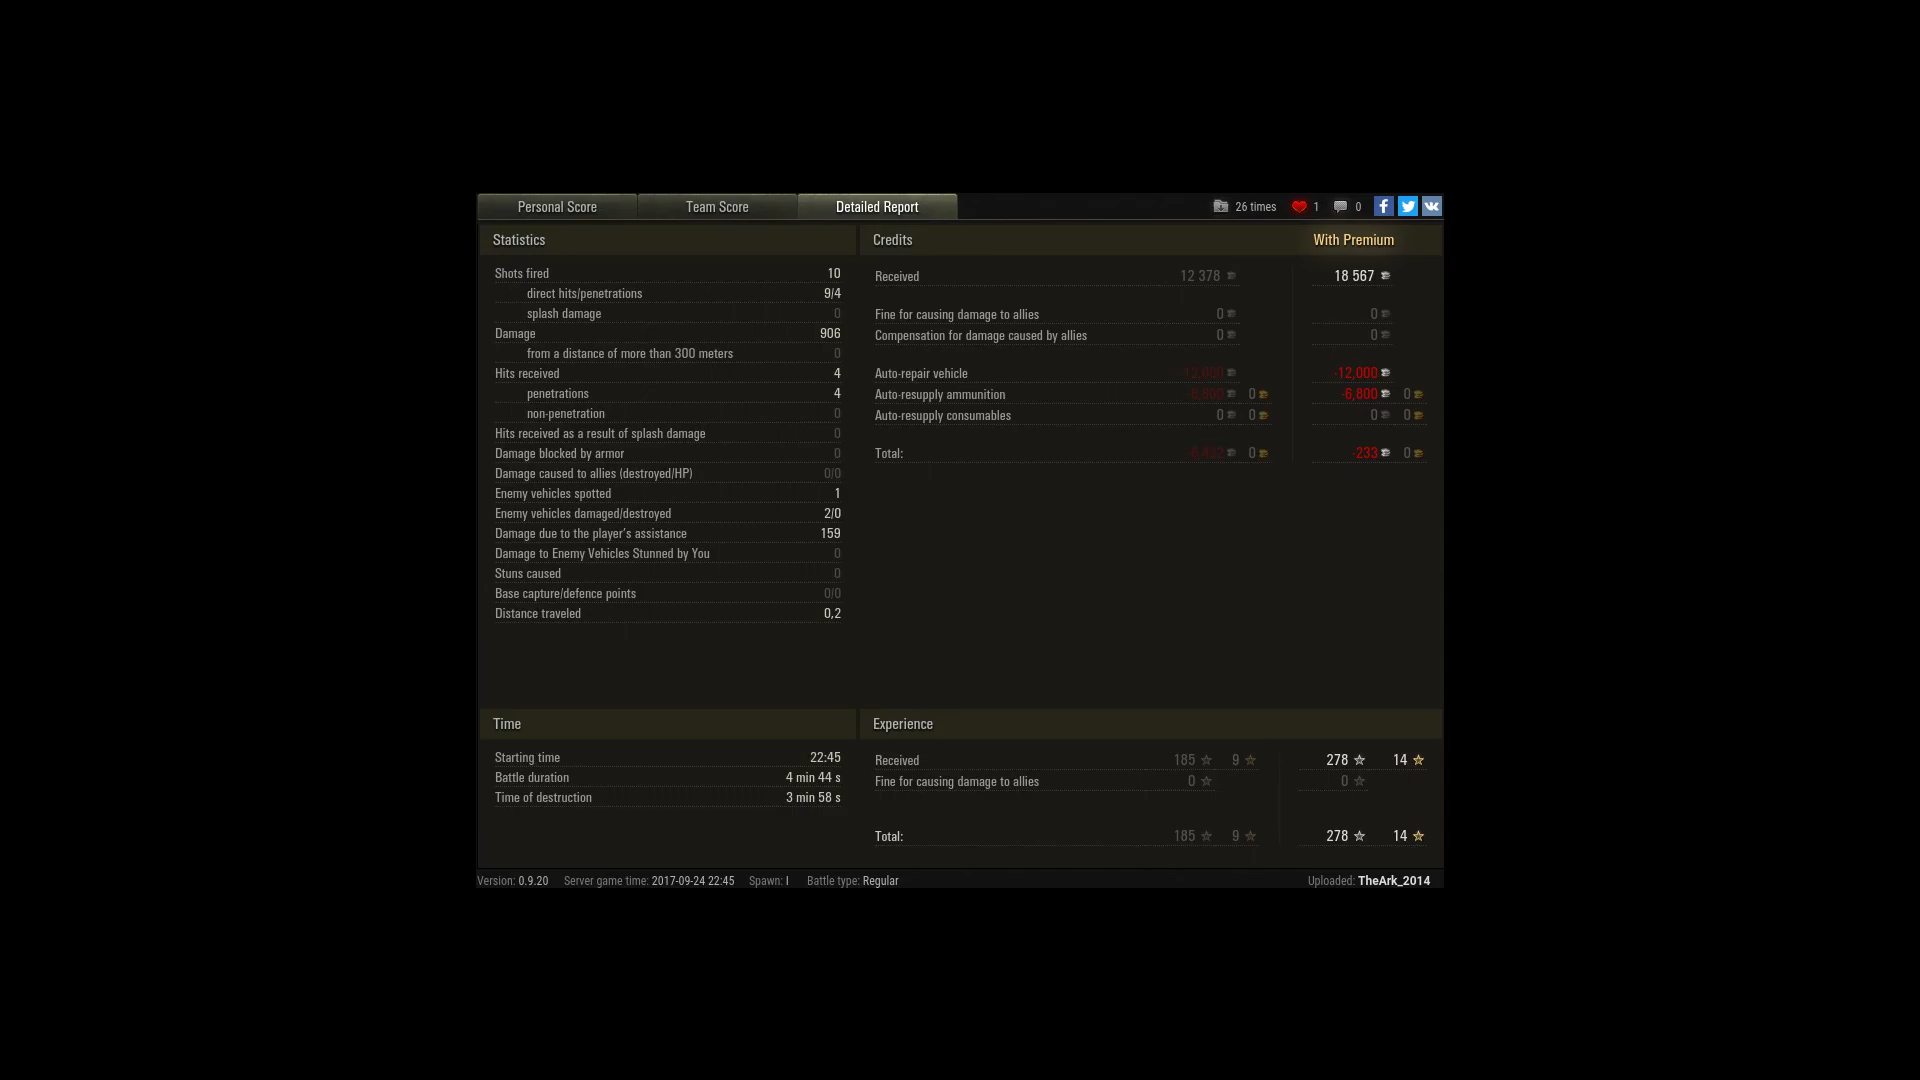 Personal Score Team Score Detailed Report 26 times 1 0
Statistics
Shots fired 10
direct hits/penetrations 9/4
splash damage 0
Damage 906
from a distance of more than 300 meters 0
Hits received 4
penetrations 4
non-penetration 0
Hits received as a result of splash damage 0
Damage blocked by armor 0
Damage caused to allies (destroyed/HP) 0/0
Enemy vehicles spotted 1
Enemy vehicles damaged/destroyed 2/0
Damage due to the player's assistance 159
Damage to Enemy Vehicles Stunned by You 0
Stuns caused 0
Base capture/defence points 0/0
Distance traveled 0,2
Credits With Premium
Received 12 378 18 567
Fine for causing damage to allies 0 0
Compensation for damage caused by allies 0 0
Auto-repair vehicle -12,000 -12,000
Auto-resupply ammunition -6,800 0 -6,800 0
Auto-resupply consumables 0 0 0 0
Total: 0 -233 0
Time
Starting time 22:45
Battle duration 4 min 44 s
Time of destruction 3 min 58 s
Experience
Received 185 9 278 14
Fine for causing damage to allies 0 0
Total: 185 9 278 14
Version: 0.9.20 Server game time: 2017-09-24 22:45 Spawn: I Battle type: Regular Uploaded: TheArk_2014